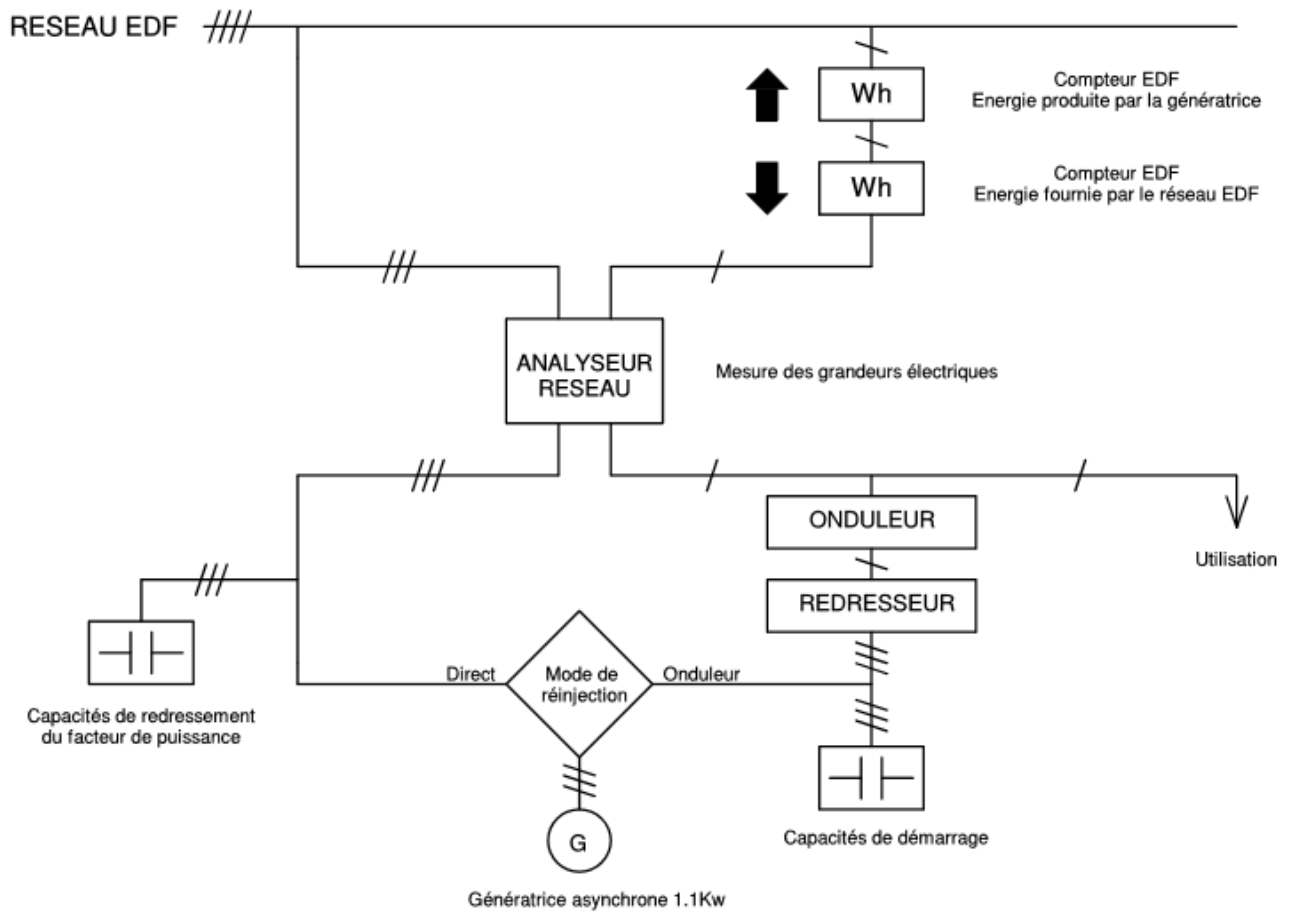 RESEAU EDF
Wh
Compteur EDF
Energie produite par la génératrice
Wh
Compteur EDF
Energie fournie par le réseau EDF
ANALYSEUR
RESEAU
Mesure des grandeurs électriques
ONDULEUR
Utilisation
REDRESSEUR
Direct
Mode de
réinjection
Onduleur
Capacités de redressement
du facteur de puissance
G
Capacités de démarrage
Génératrice asynchrone 1.1Kw